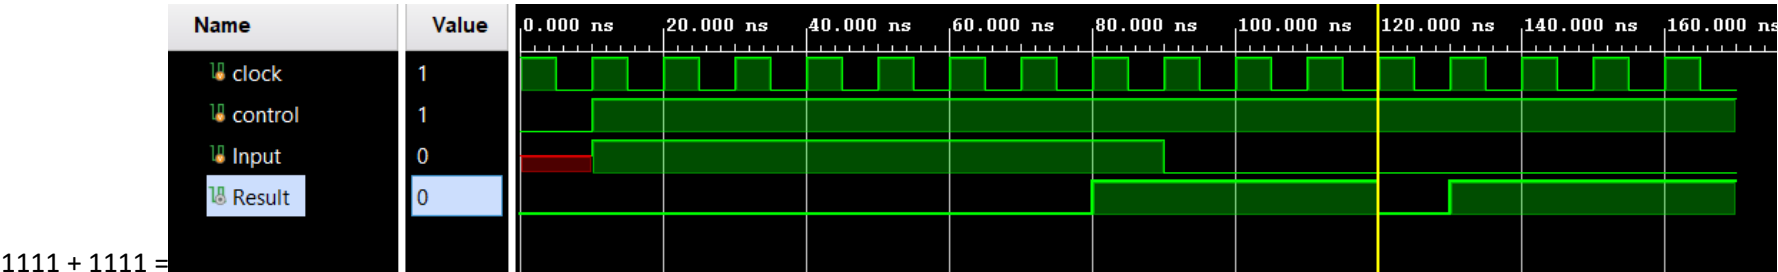 Name Value 0.000 ns 20.000 ns 40.000 ns 60.000 ns 80.000 ns 100.000 ns 120.000 ns 140.000 ns 160.000 ns
clock 1
control 1
Input 0
Result 0
1111 + 1111 =